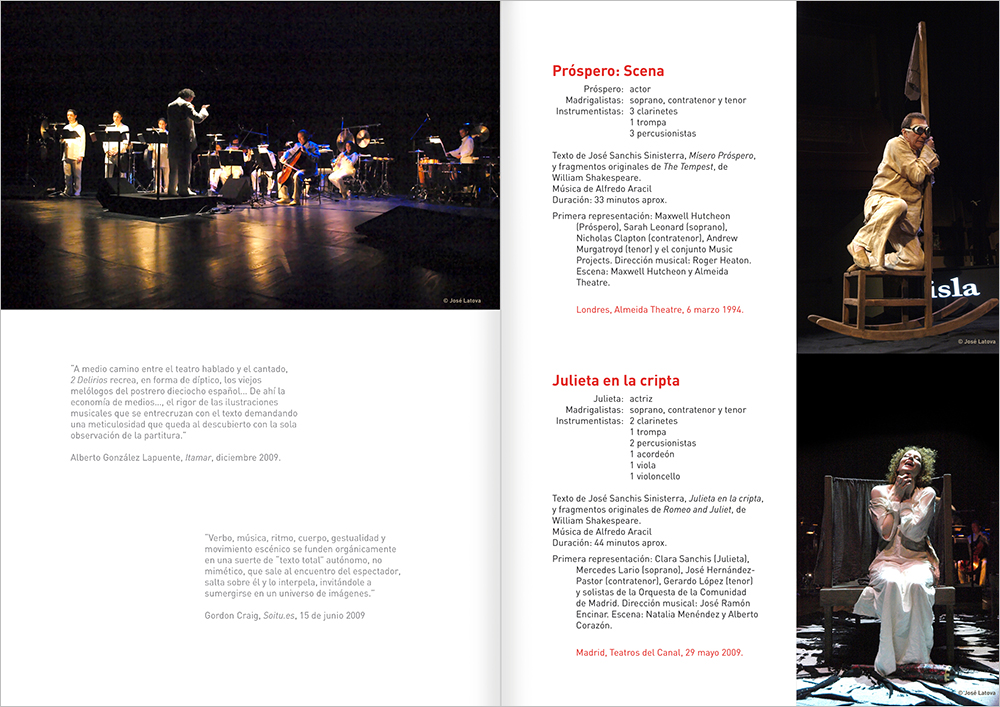 © José Latova
“A medio camino entre el teatro hablado y el cantado,
2 Delirios recrea, en forma de díptico, los viejos
melólogos del postrero dieciocho español... De ahí la
economía de medios..., el rigor de las ilustraciones
musicales que se entrecruzan con el texto demandando
una meticulosidad que queda al descubierto con la sola
observación de la partitura.”
Alberto González Lapuente, Itamar, diciembre 2009.
“Verbo, música, ritmo, cuerpo, gestualidad y
movimiento escénico se funden orgánicamente
en una suerte de “texto total” autónomo, no
mimético, que sale al encuentro del espectador,
salta sobre él y lo interpela, invitándole a
sumergirse en un universo de imágenes.”
Gordon Craig, Soitu.es, 15 de junio 2009
Próspero: Scena
Próspero: actor
Madrigalistas: soprano, contratenor y tenor
Instrumentistas: 3 clarinetes
1 trompa
3 percusionistas
Texto de José Sanchis Sinisterra, Mísero Próspero,
y fragmentos originales de The Tempest, de
William Shakespeare.
Música de Alfredo Aracil
Duración: 33 minutos aprox.
Primera representación: Maxwell Hutcheon
(Próspero), Sarah Leonard (soprano),
Nicholas Clapton (contratenor), Andrew
Murgatroyd (tenor) y el conjunto Music
Projects. Dirección musical: Roger Heaton.
Escena: Maxwell Hutcheon y Almeida
Theatre.
Londres, Almeida Theatre, 6 marzo 1994.
isla
© José Latova
Julieta en la cripta
Julieta: actriz
Madrigalistas: soprano, contratenor y tenor
Instrumentistas: 2 clarinetes
1 trompa
2 percusionistas
1 acordeón
1 viola
1 violoncello
Texto de José Sanchis Sinisterra, Julieta en la cripta,
y fragmentos originales de Romeo and Juliet, de
William Shakespeare.
Música de Alfredo Aracil
Duración: 44 minutos aprox.
Primera representación: Clara Sanchis (Julieta),
Mercedes Lario (soprano), José Hernández-
Pastor (contratenor), Gerardo López (tenor)
y solistas de la Orquesta de la Comunidad
de Madrid. Dirección musical: José Ramón
Encinar. Escena: Natalia Menéndez y Alberto
Corazón.
Madrid, Teatros del Canal, 29 mayo 2009.
© José Latova